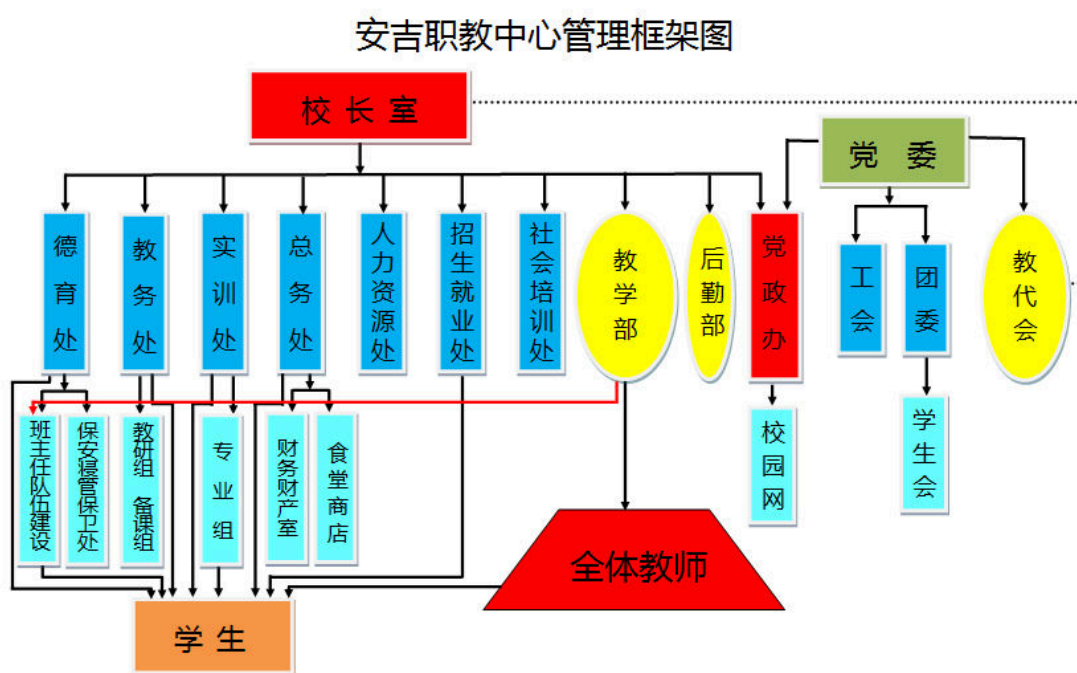 安吉职教中心管理框架图
校长室
党委
德育处
教务处
实训处
总务处
人力资源处
招生就业处
社会培训处
教学部
后勤部
党政办
工会
团委
教代会
班主任队伍建设
保安寝管保卫处
教研组 备课组
专业组
财务财产室
食堂商店
校园网
学生会
全体教师
学生